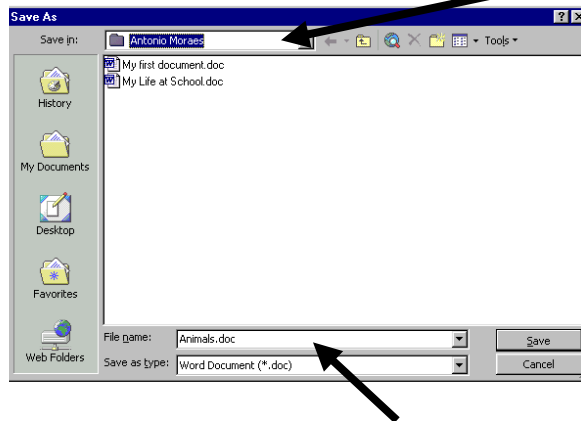 Save As
Save in:
Antonio Moraes
Tools
My first document.doc
My Life at School.doc
History
My Documents
Desktop
Favorites
Web Folders
File name:
Animals.doc
Save
Save as type:
Word Document (*.doc)
Cancel